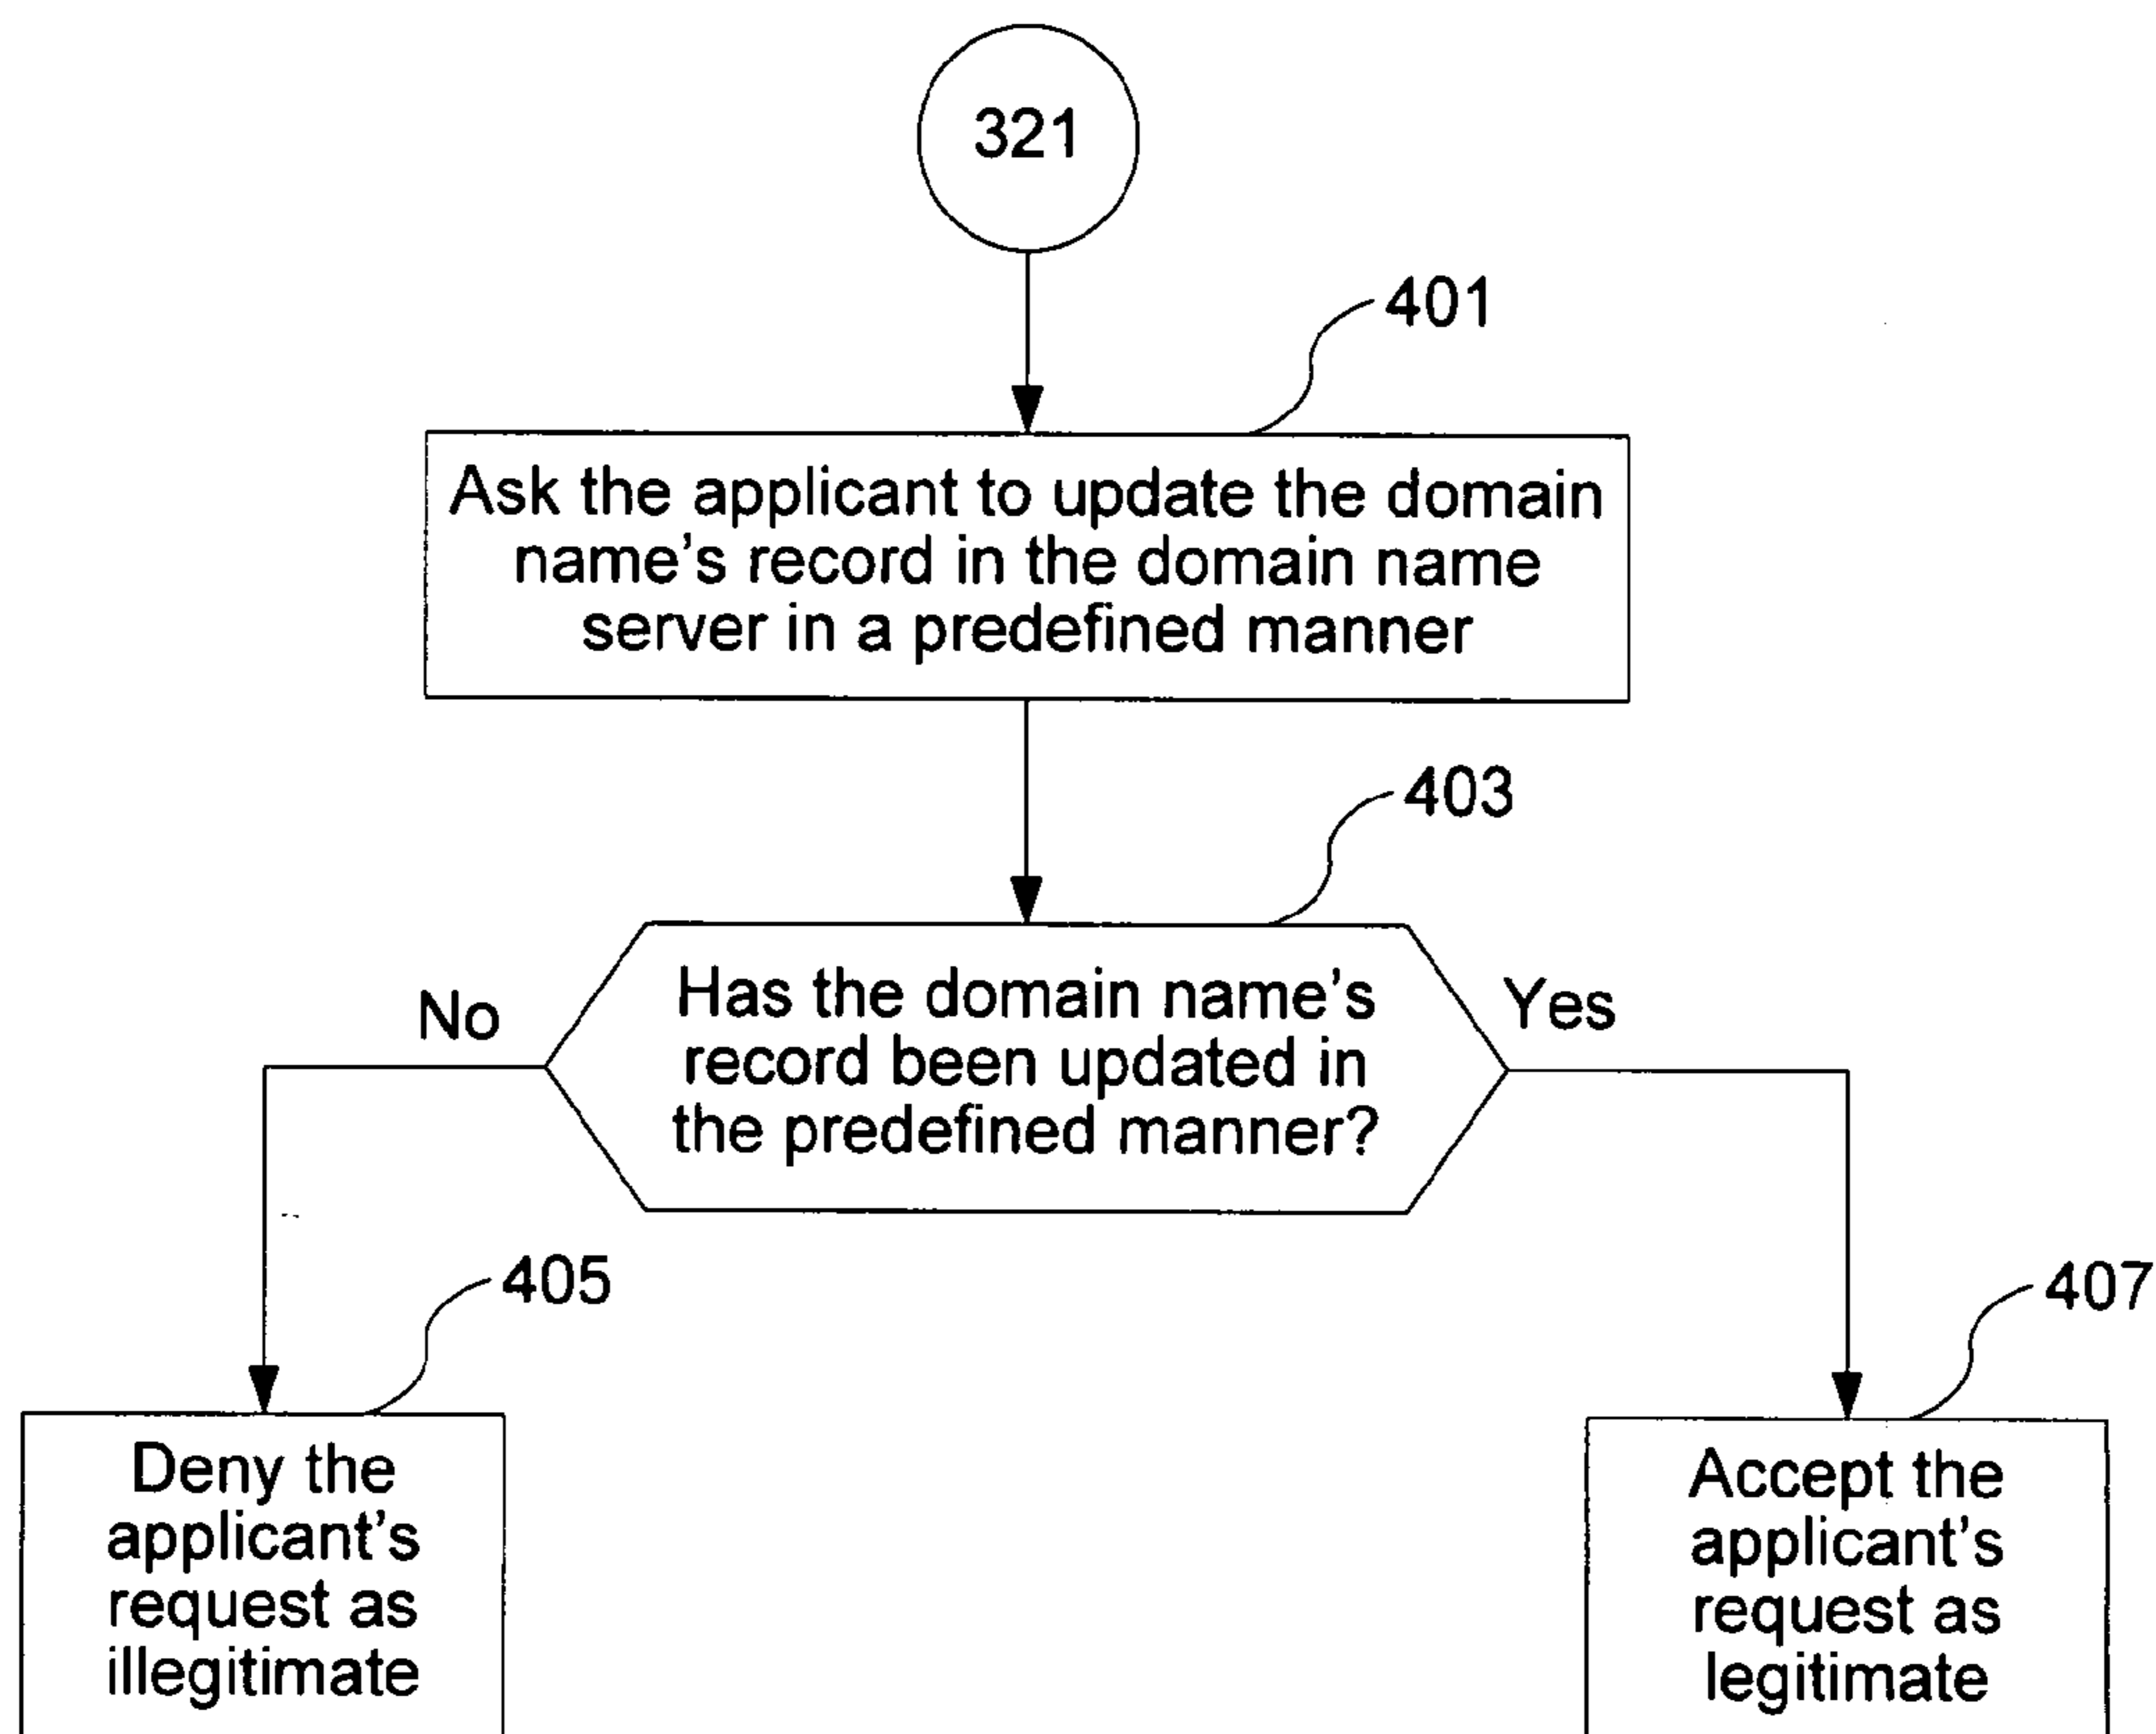 321
401
Ask the applicant to update the domain
name's record in the domain name
server in a predefined manner
403
No
Has the domain name's
record been updated in
the predefined manner?
Yes
405
407
Deny the
applicant's
request as
illegitimate
Accept the
applicant's
request as
legitimate